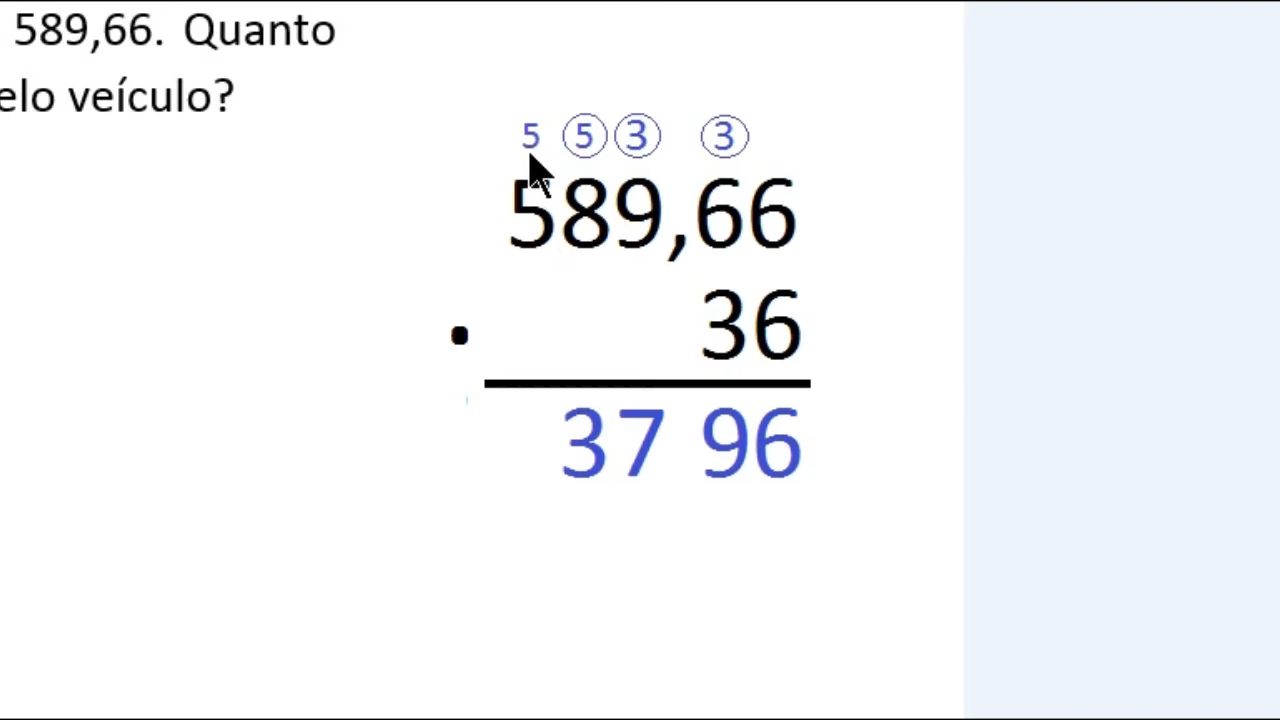 589,66. Quanto
elo veículo?
5 5 3 3
589,66
. 36
37 96